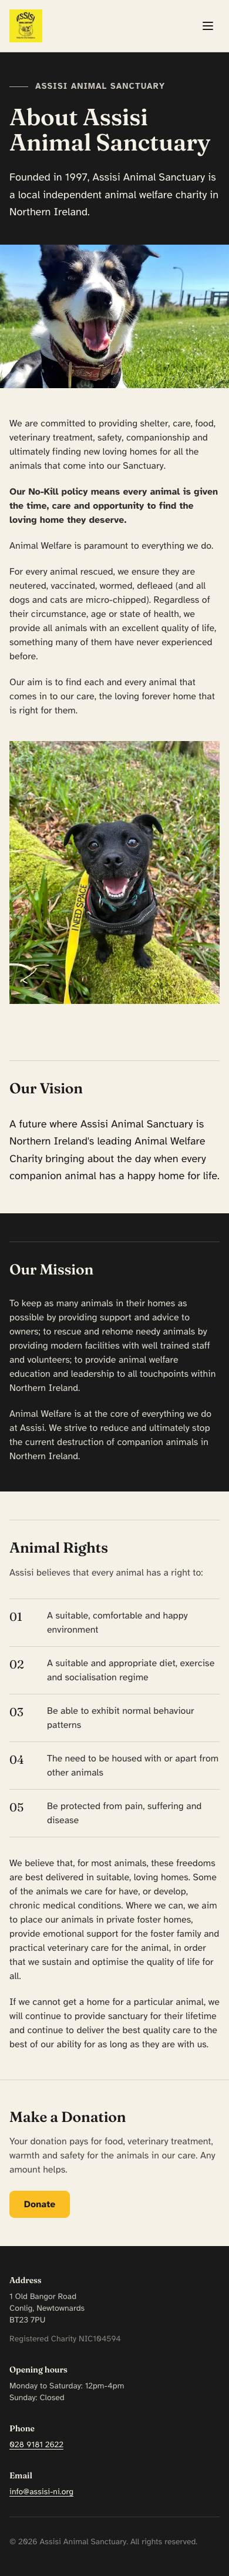 ASSISI
ASSISI ANIMAL SANCTUARY
About Assisi
Animal Sanctuary
Founded in 1997, Assisi Animal Sanctuary is
a local independent animal welfare charity in
Northern Ireland.
We are committed to providing shelter, care, food,
veterinary treatment, safety, companionship and
ultimately finding new loving homes for all the
animals that come into our Sanctuary.
Our No-Kill policy means every animal is given
the time, care and opportunity to find the
loving home they deserve.
Animal Welfare is paramount to everything we do.
For every animal rescued, we ensure they are
neutered, vaccinated, wormed, defleaed (and all
dogs and cats are micro-chipped). Regardless of
their circumstance, age or state of health, we
provide all animals with an excellent quality of life,
something many of them have never experienced
before.
Our aim is to find each and every animal that
comes in to our care, the loving forever home that
is right for them.
I NEED SPACE
Our Vision
A future where Assisi Animal Sanctuary is
Northern Ireland's leading Animal Welfare
Charity bringing about the day when every
companion animal has a happy home for life.
Our Mission
To keep as many animals in their homes as
possible by providing support and advice to
owners; to rescue and rehome needy animals by
providing modern facilities with well trained staff
and volunteers; to provide animal welfare
education and leadership to all touchpoints within
Northern Ireland.
Animal Welfare is at the core of everything we do
at Assisi. We strive to reduce and ultimately stop
the current destruction of companion animals in
Northern Ireland.
Animal Rights
Assisi believes that every animal has a right to:
01 A suitable, comfortable and happy
environment
02 A suitable and appropriate diet, exercise
and socialisation regime
03 Be able to exhibit normal behaviour
patterns
04 The need to be housed with or apart from
other animals
05 Be protected from pain, suffering and
disease
We believe that, for most animals, these freedoms
are best delivered in suitable, loving homes. Some
of the animals we care for have, or develop,
chronic medical conditions. Where we can, we aim
to place our animals in private foster homes,
provide emotional support for the foster family and
practical veterinary care for the animal, in order
that we sustain and optimise the quality of life for
all.
If we cannot get a home for a particular animal, we
will continue to provide sanctuary for their lifetime
and continue to deliver the best quality care to the
best of our ability for as long as they are with us.
Make a Donation
Your donation pays for food, veterinary treatment,
warmth and safety for the animals in our care. Any
amount helps.
Donate
Address
1 Old Bangor Road
Conlig, Newtownards
BT23 7PU
Registered Charity NIC104594
Opening hours
Monday to Saturday: 12pm–4pm
Sunday: Closed
Phone
028 9181 2622
Email
info@assisi-ni.org
© 2026 Assisi Animal Sanctuary. All rights reserved.